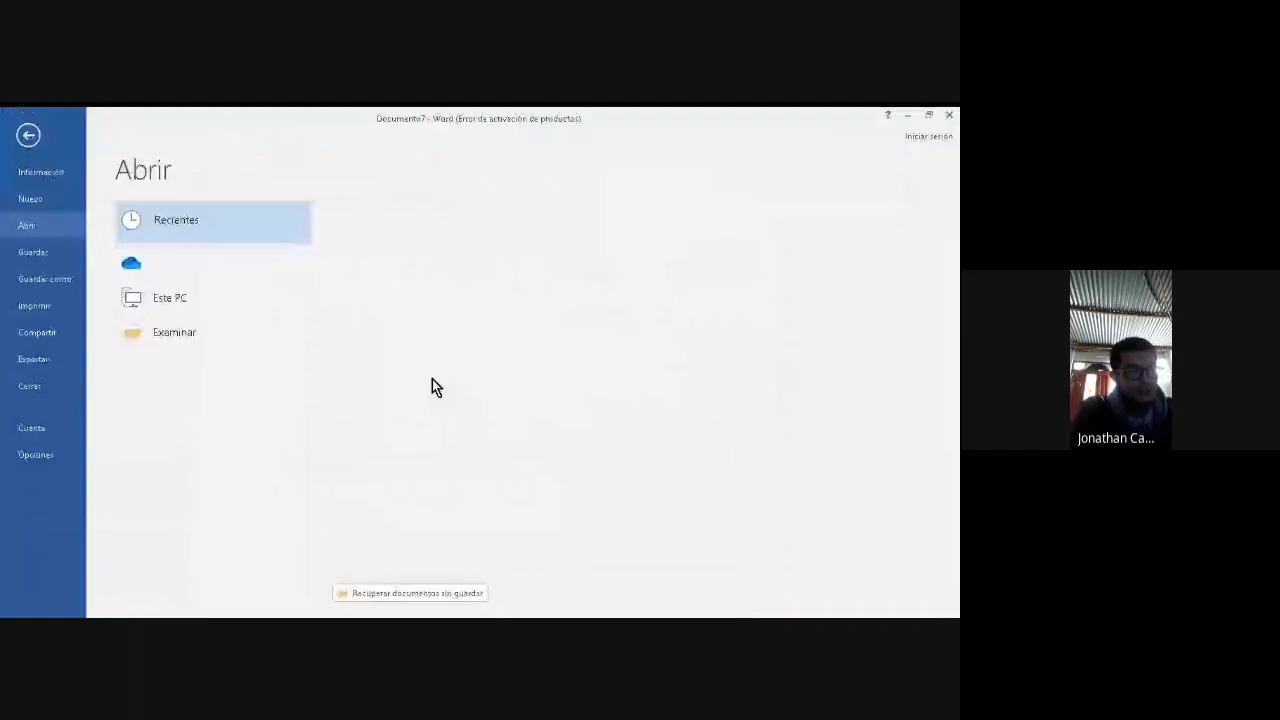 Documento7 - Word (Error de activación de productos)
?
Iniciar sesión
Información
Nuevo
Abrir
Guardar
Guardar como
Imprimir
Compartir
Exportar
Cerrar
Cuenta
Opciones
Abrir
Recientes
Este PC
Examinar
Recuperar documentos sin guardar
Jonathan Ca...